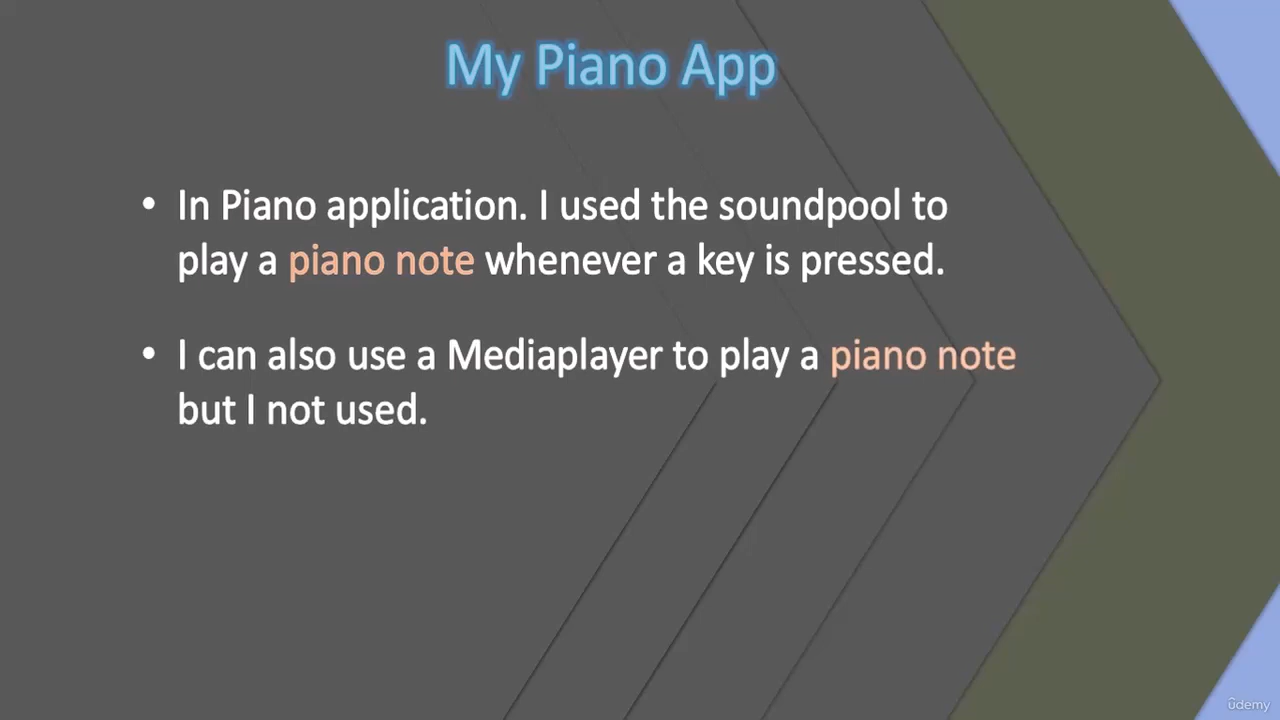 My Piano App
• In Piano application. I used the soundpool to
play a piano note whenever a key is pressed.
• I can also use a Mediaplayer to play a piano note
but I not used.
ûdemy